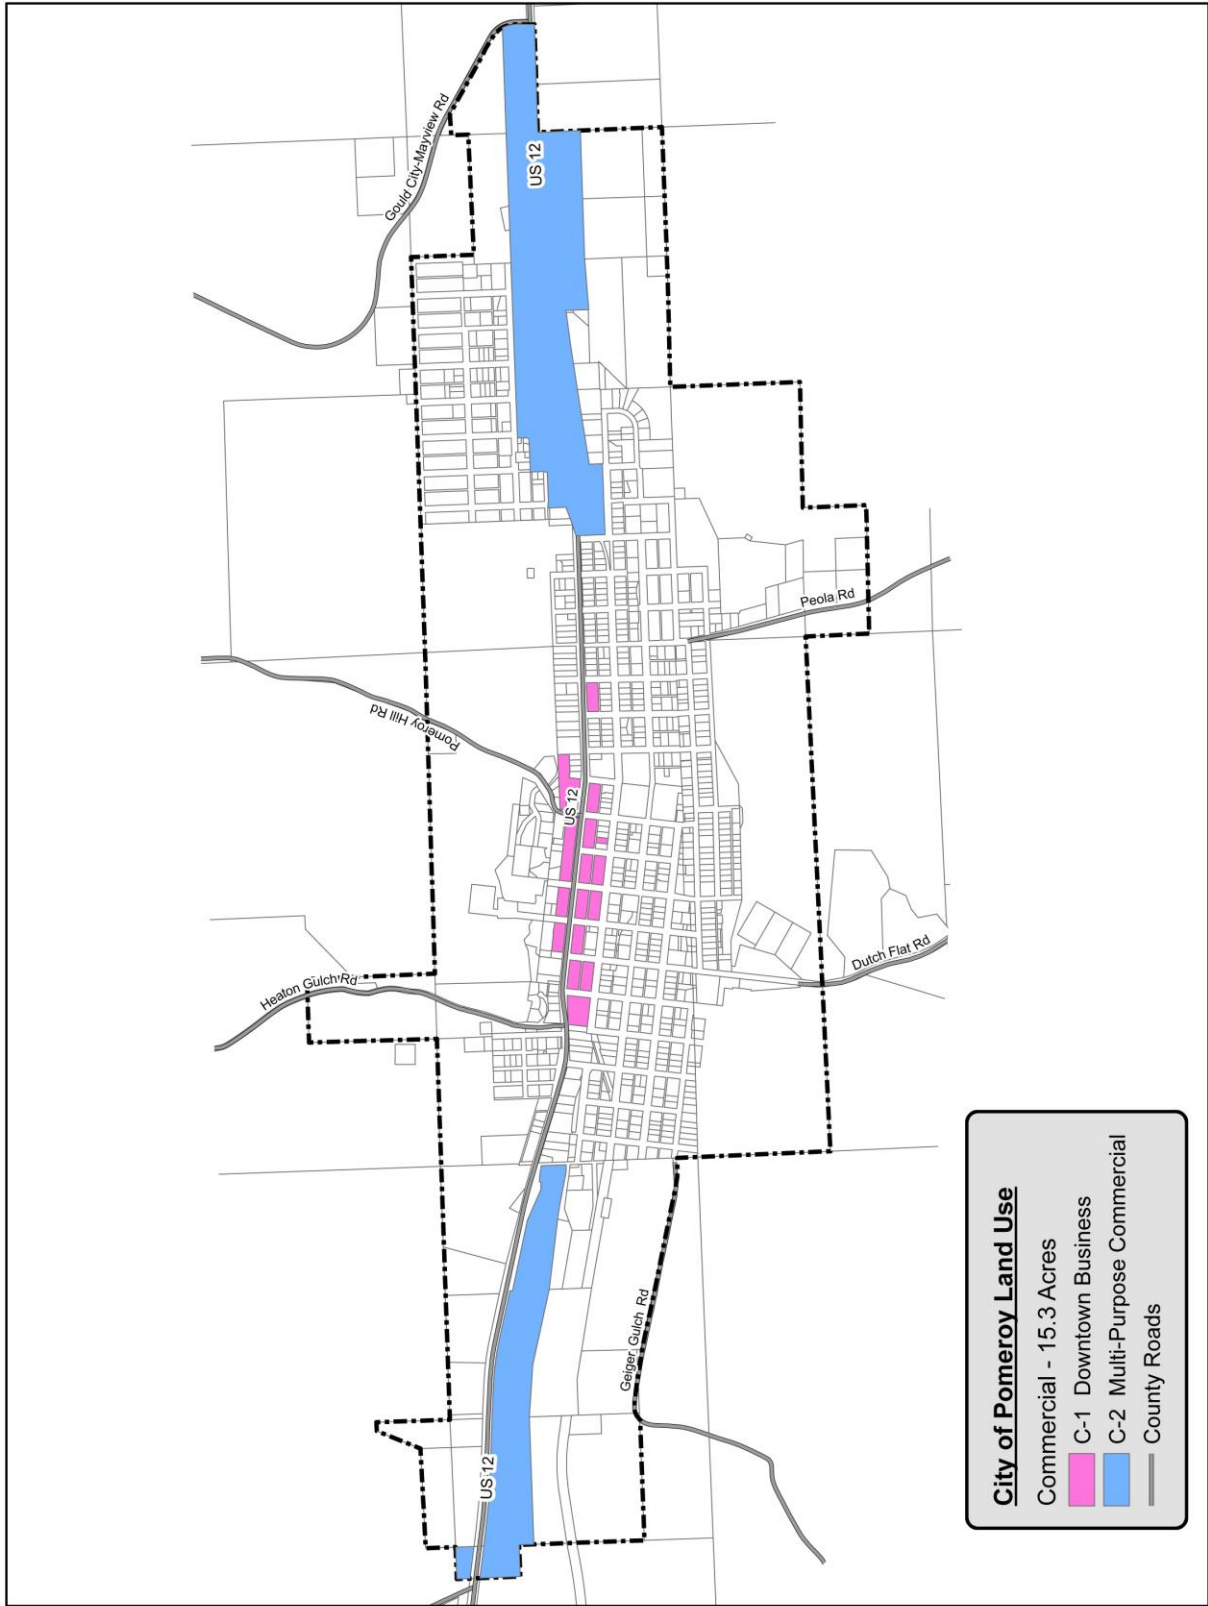 Gould City-Mayview Rd
US 12
Pomeroy Hill Rd
Peola Rd
US 12
Heaton Gulch Rd
Dutch Flat Rd
Geiger Gulch Rd
US 12
City of Pomeroy Land Use
Commercial - 15.3 Acres
C-1 Downtown Business
C-2 Multi-Purpose Commercial
County Roads